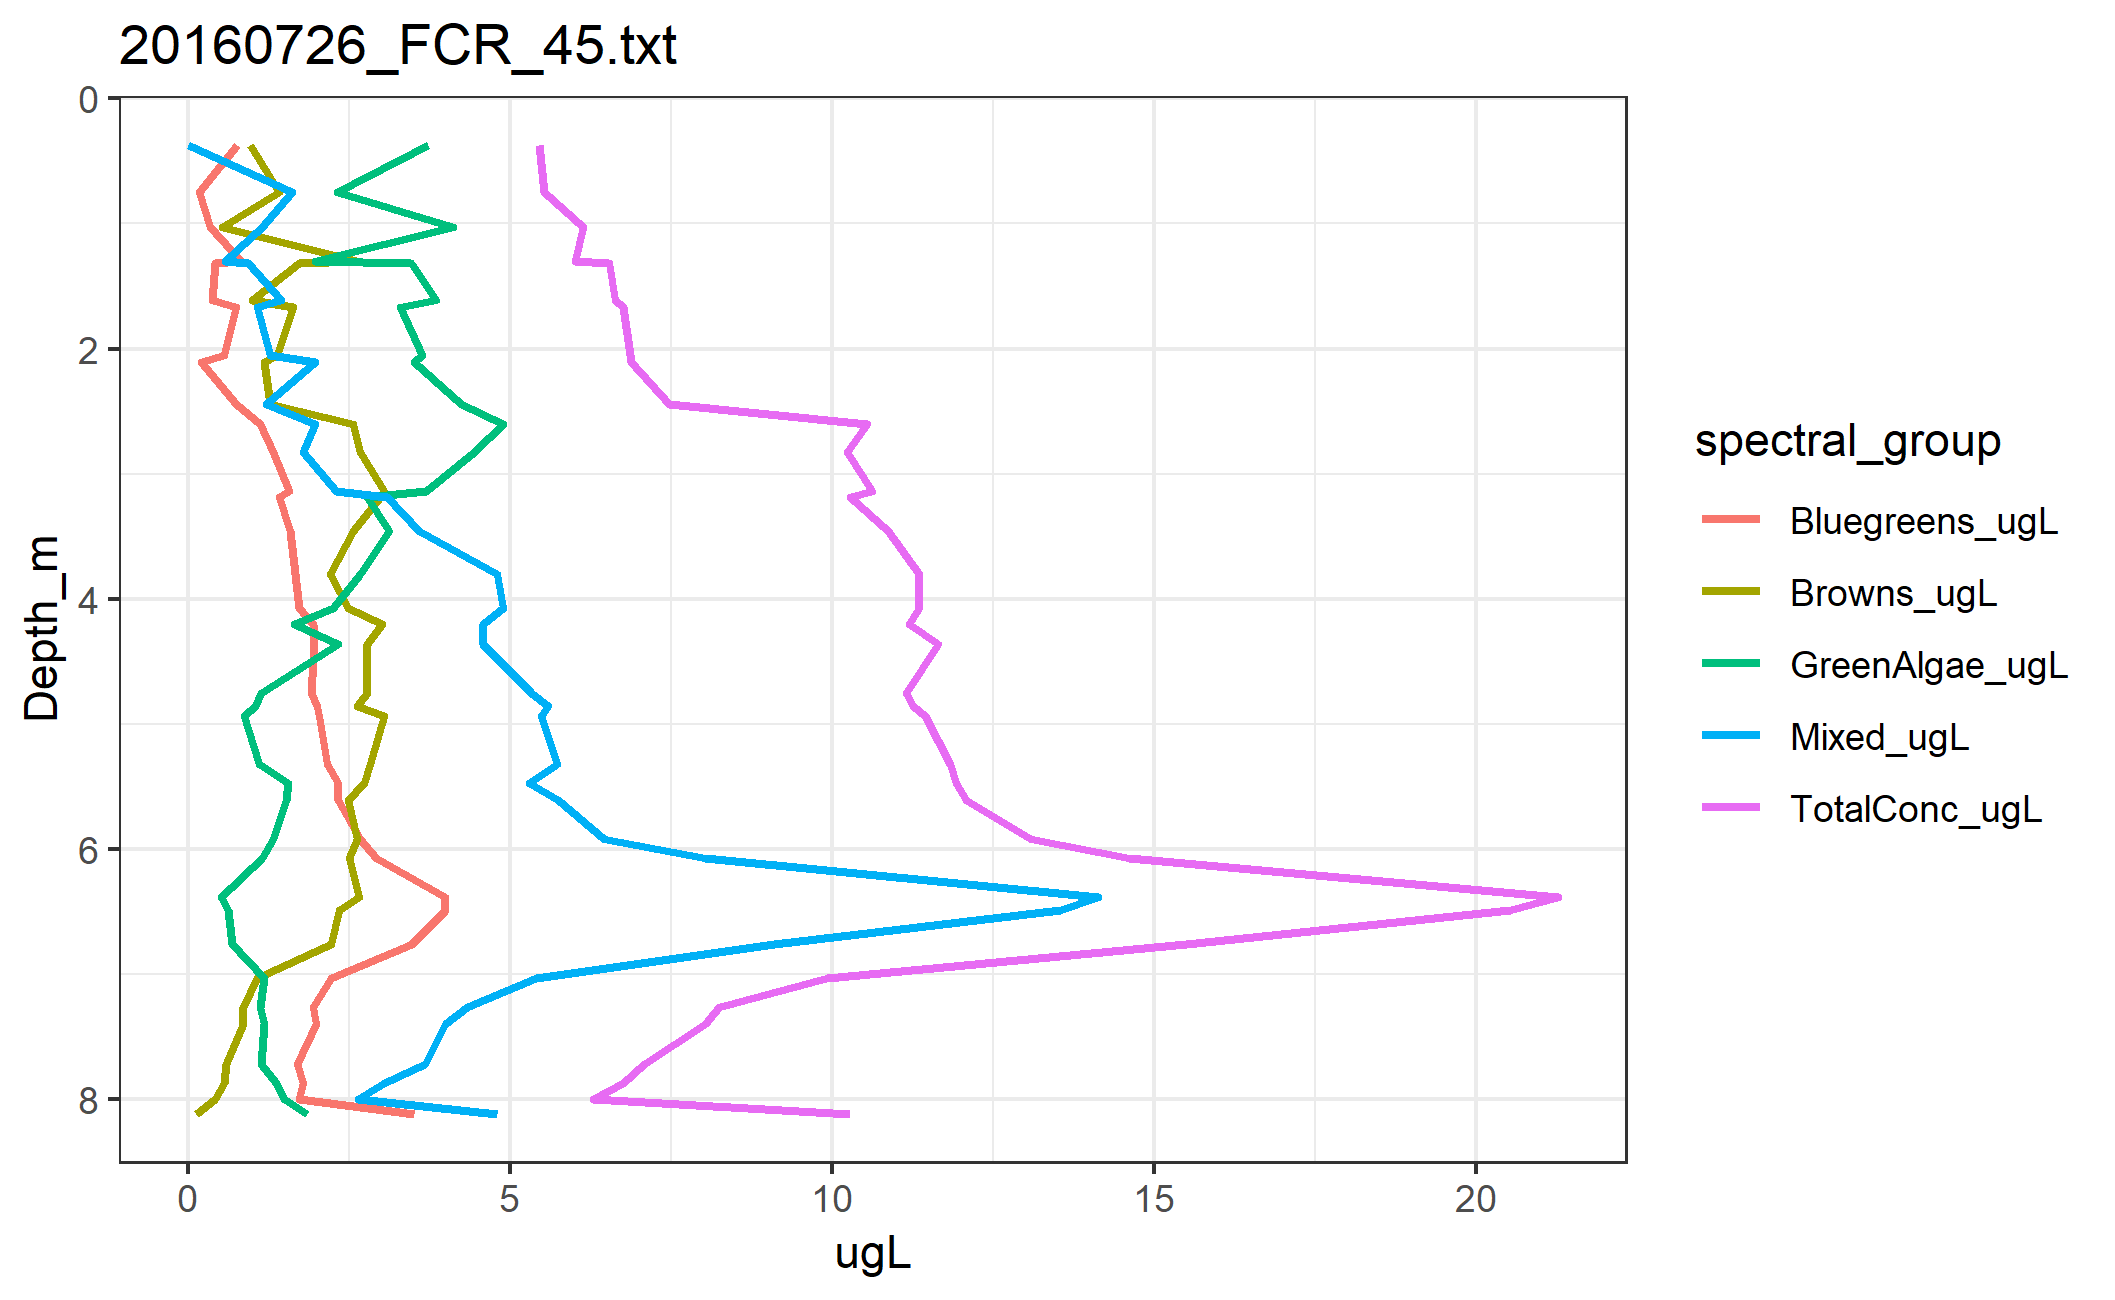 20160726_FCR_45.txt
0
2
4
6
8
Depth_m
0 5 10 15 20
ugL
spectral_group
Bluegreens_ugL
Browns_ugL
GreenAlgae_ugL
Mixed_ugL
TotalConc_ugL